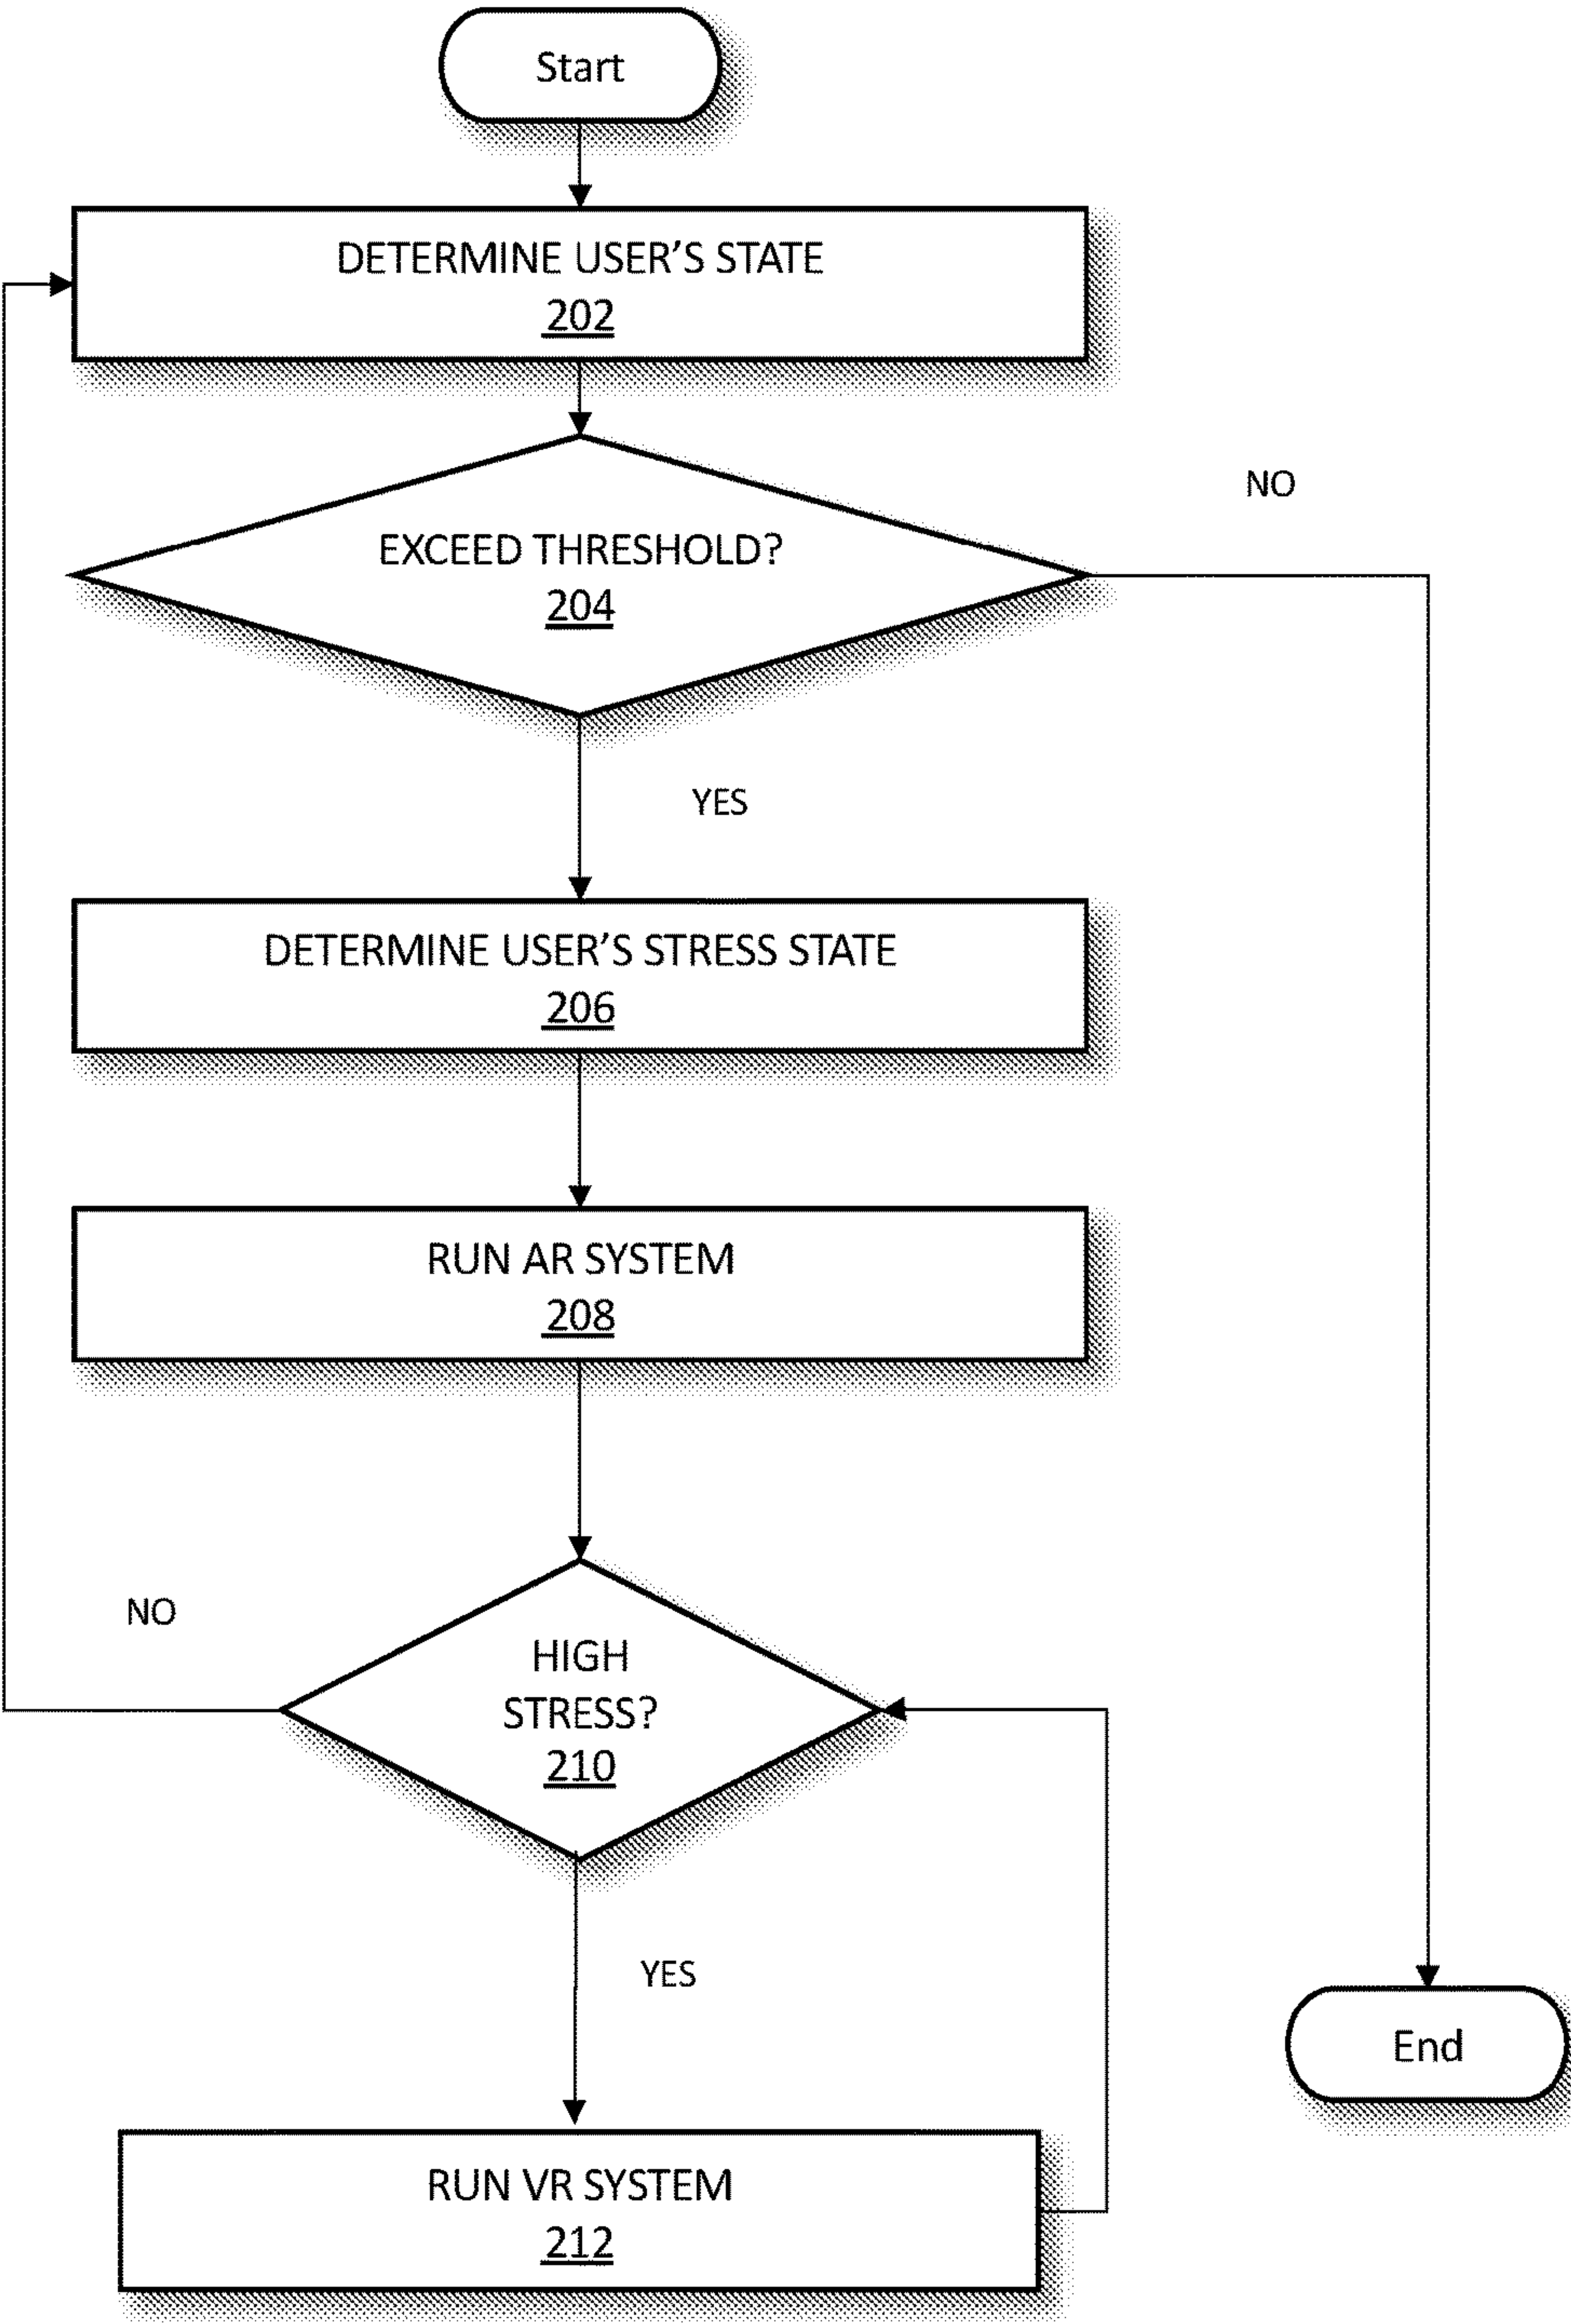 Start
DETERMINE USER’S STATE
202
NO
EXCEED THRESHOLD?
204
YES
DETERMINE USER’S STRESS STATE
206
RUN AR SYSTEM
208
NO
HIGH
STRESS?
210
YES
End
RUN VR SYSTEM
212